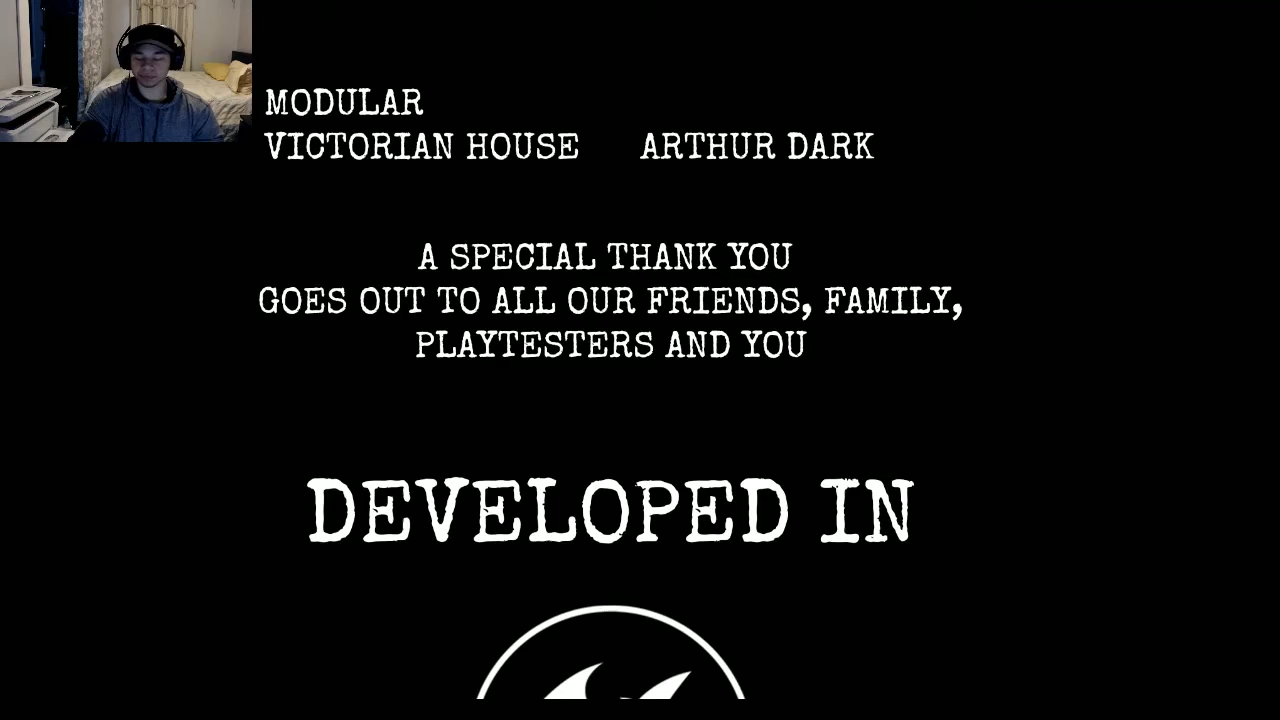 MODULAR
VICTORIAN HOUSE ARTHUR DARK
A SPECIAL THANK YOU
GOES OUT TO ALL OUR FRIENDS, FAMILY,
PLAYTESTERS AND YOU
DEVELOPED IN